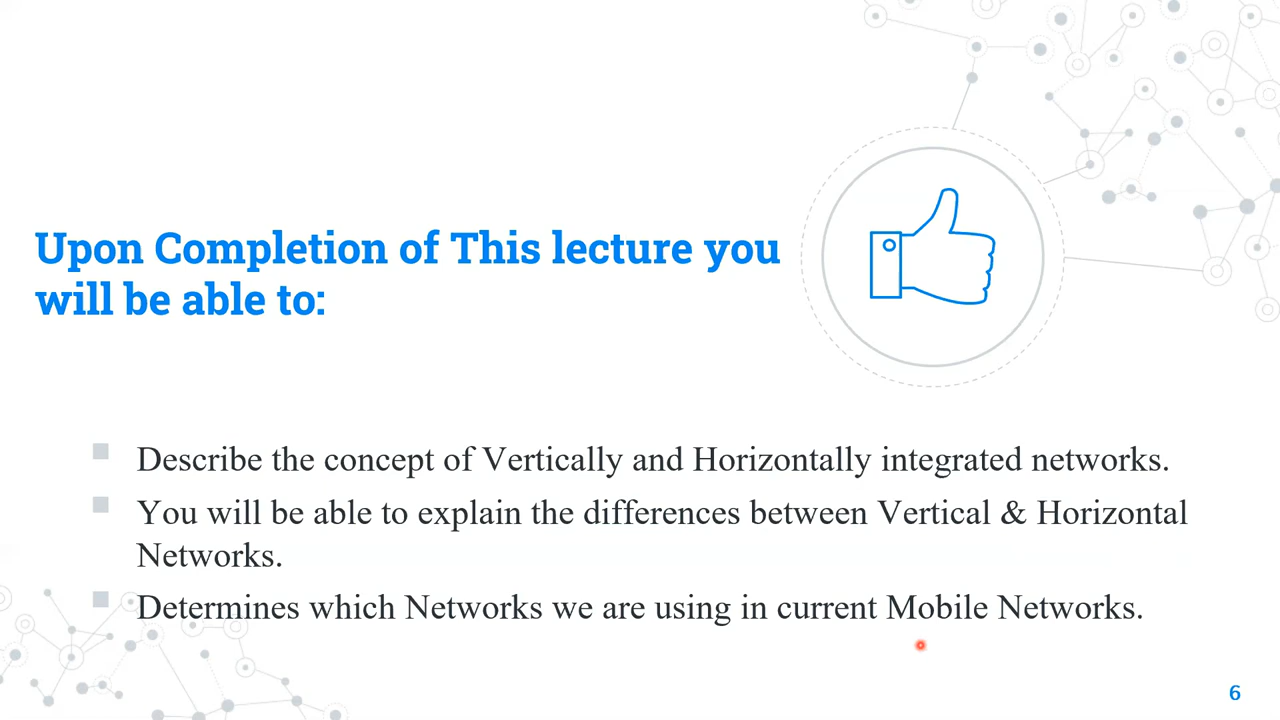 Upon Completion of This lecture you
will be able to:
Describe the concept of Vertically and Horizontally integrated networks.
You will be able to explain the differences between Vertical & Horizontal
Networks.
Determines which Networks we are using in current Mobile Networks.
6